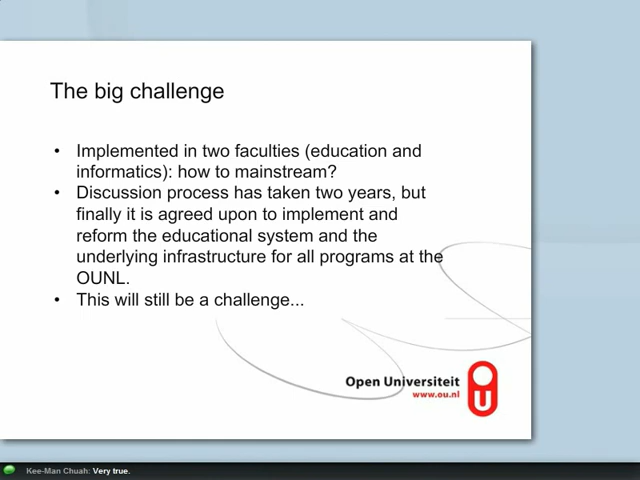 The big challenge
• Implemented in two faculties (education and
informatics): how to mainstream?
• Discussion process has taken two years, but
finally it is agreed upon to implement and
reform the educational system and the
underlying infrastructure for all programs at the
OUNL.
• This will still be a challenge...
Open Universiteit
www.ou.nl
U
Kee-Man Chuah: Very true.